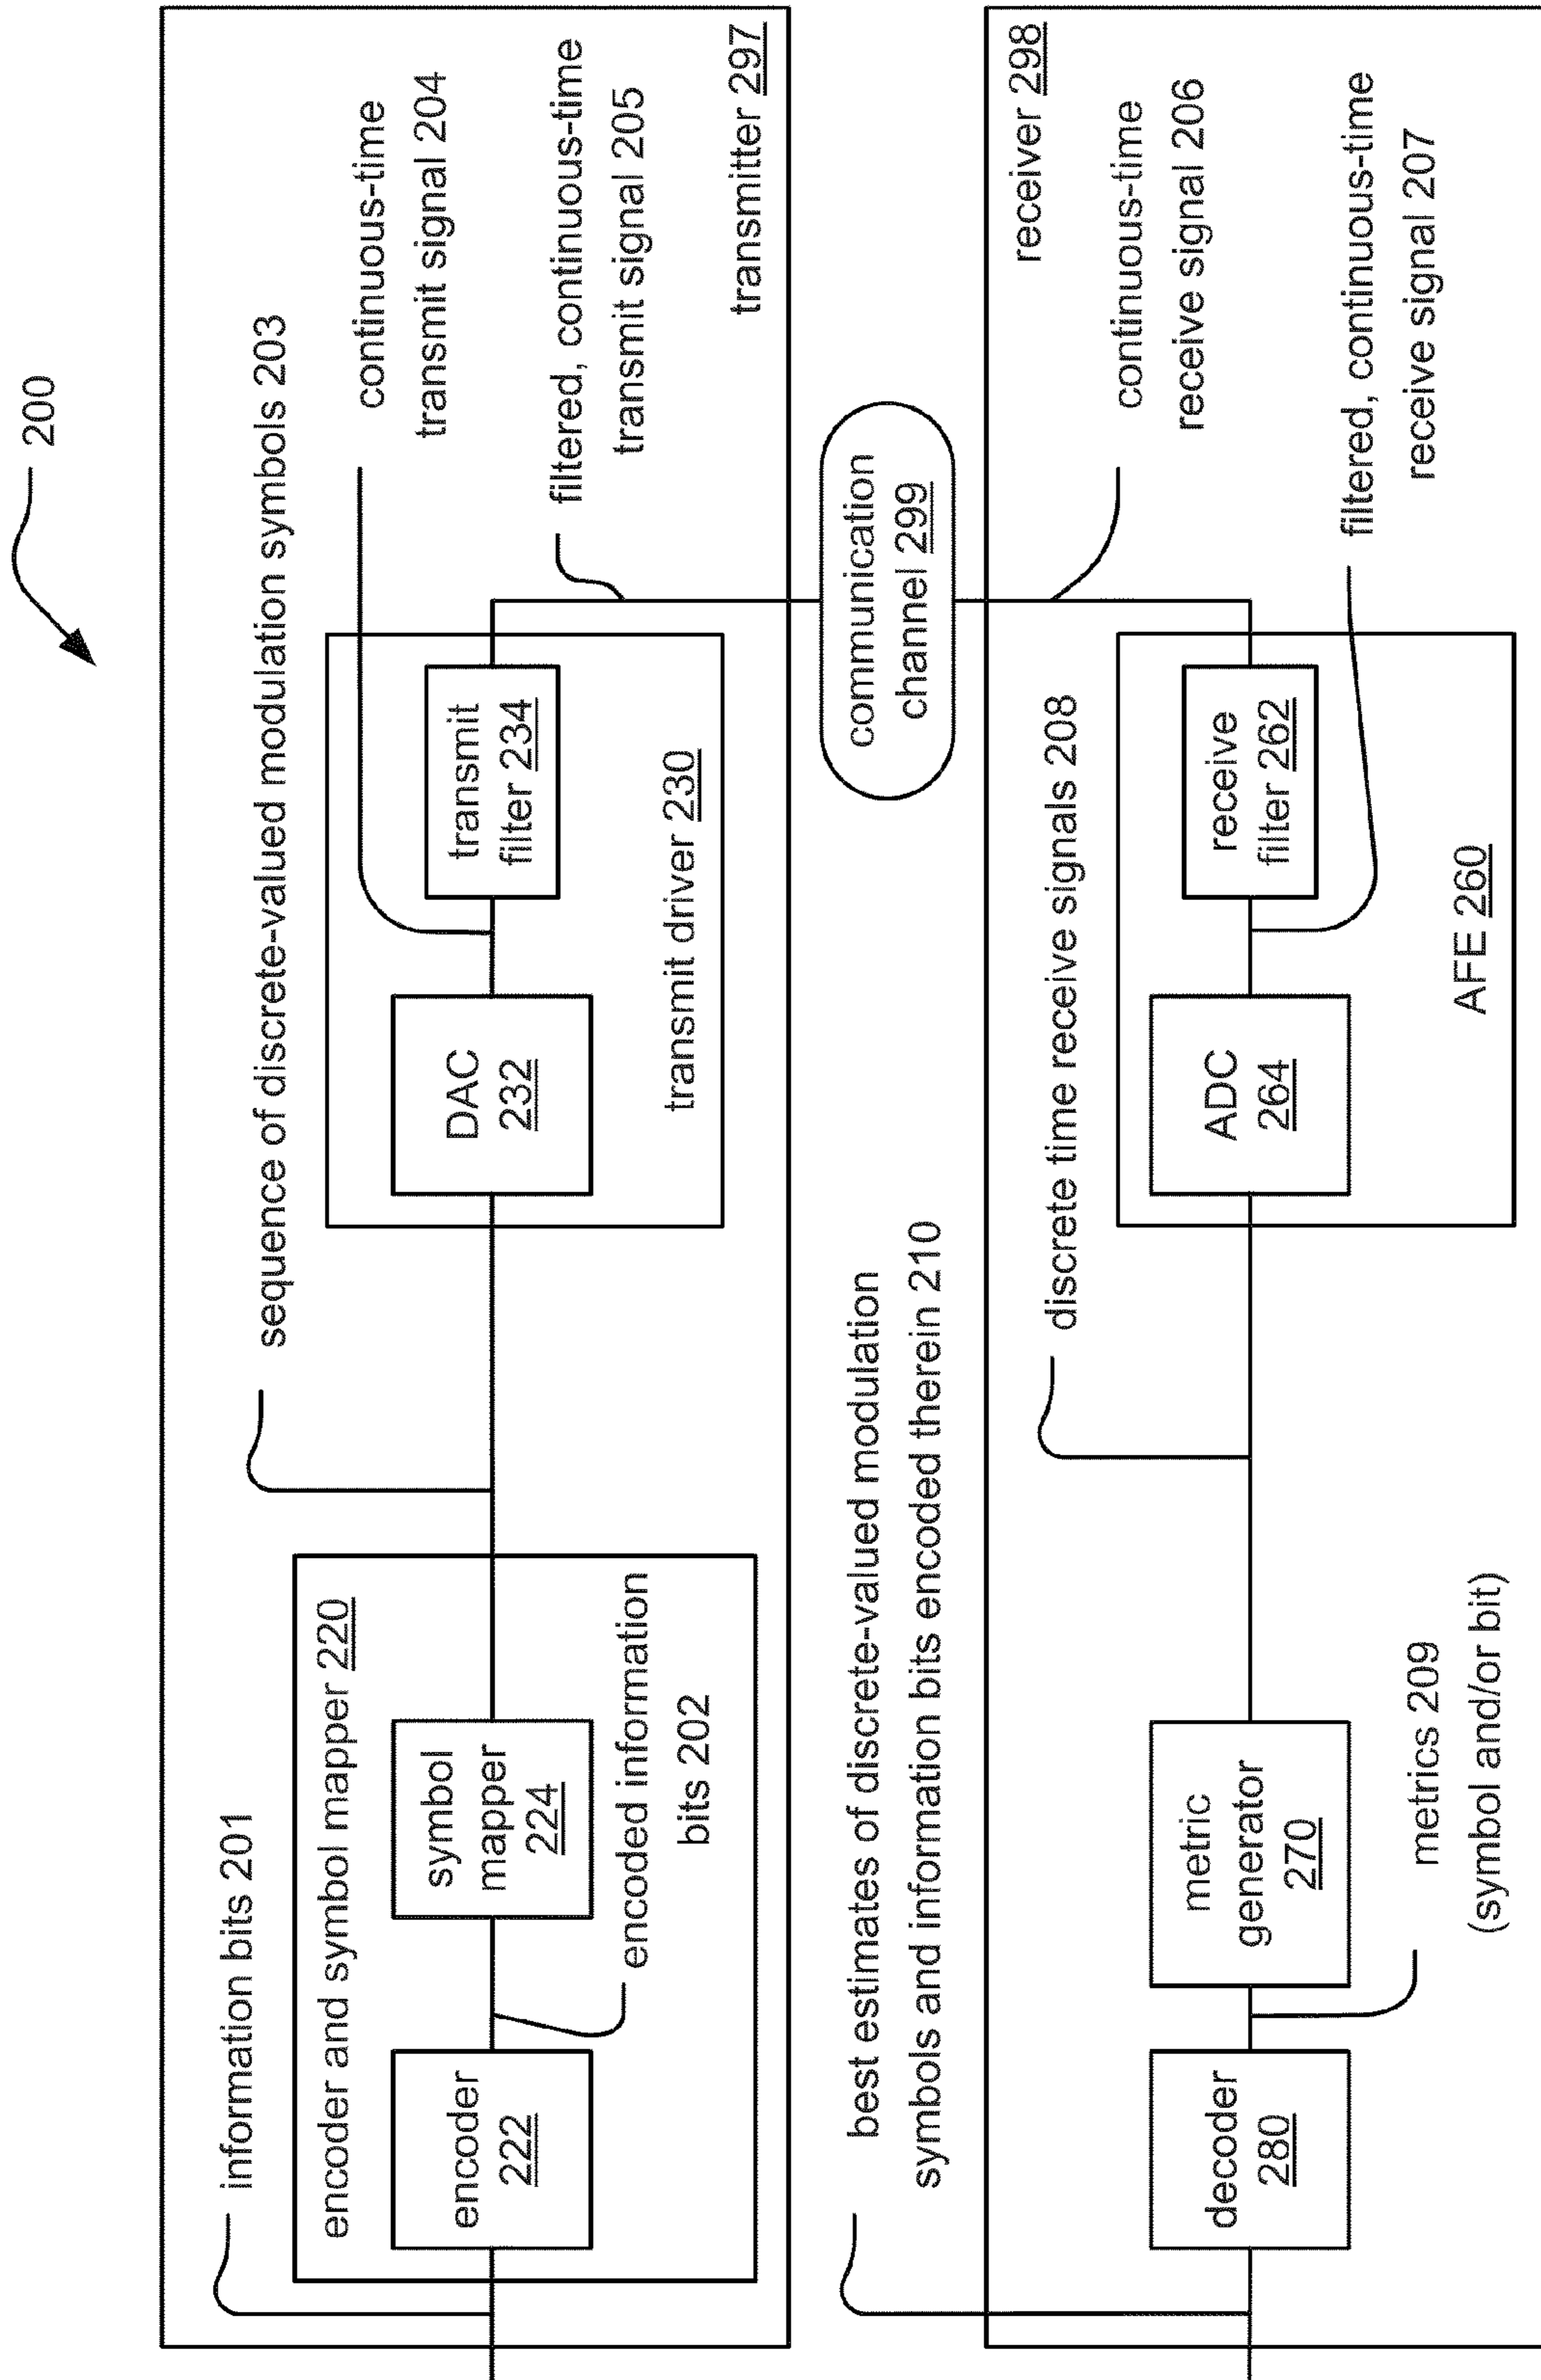 200
information bits 201
sequence of discrete-valued modulation symbols 203
encoder and symbol mapper 220
encoder
222
symbol
mapper
224
encoded information
bits 202
DAC
232
transmit
filter 234
transmit driver 230
continuous-time
transmit signal 204
filtered, continuous-time
transmit signal 205
transmitter 297
communication
channel 299
best estimates of discrete-valued modulation
symbols and information bits encoded therein 210
receiver 298
discrete time receive signals 208
continuous-time
receive signal 206
decoder
280
metric
generator
270
metrics 209
(symbol and/or bit)
ADC
264
receive
filter 262
AFE 260
filtered, continuous-time
receive signal 207